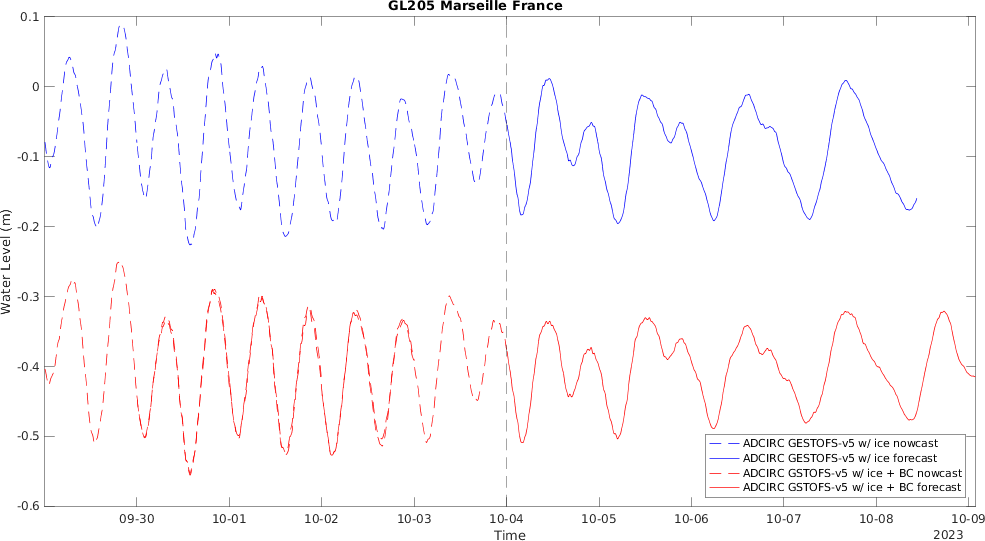 GL205 Marseille France
Water Level (m)
0.1
0
-0.1
-0.2
-0.3
-0.4
-0.5
-0.6
ADCIRC GESTOFS-v5 w/ ice nowcast
ADCIRC GESTOFS-v5 w/ ice forecast
ADCIRC GSTOFS-v5 w/ ice + BC nowcast
ADCIRC GSTOFS-v5 w/ ice + BC forecast
09-30 10-01 10-02 10-03 10-04 10-05 10-06 10-07 10-08 10-09
Time
2023